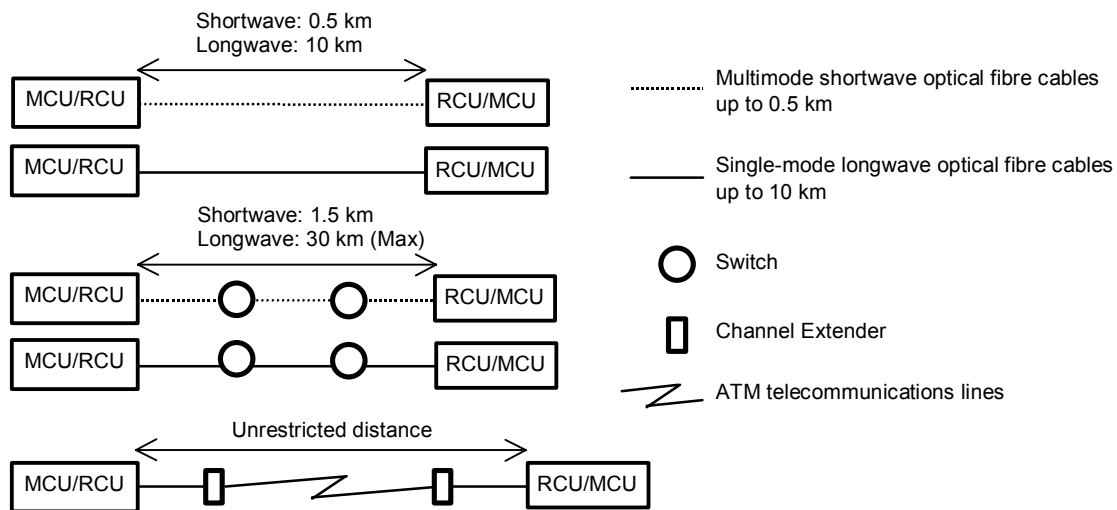 Shortwave: 0.5 km
Longwave: 10 km
MCU/RCU
RCU/MCU
MCU/RCU
RCU/MCU
Shortwave: 1.5 km
Longwave: 30 km (Max)
MCU/RCU
RCU/MCU
MCU/RCU
RCU/MCU
Unrestricted distance
MCU/RCU
RCU/MCU
Multimode shortwave optical fibre cables
up to 0.5 km
Single-mode longwave optical fibre cables
up to 10 km
Switch
Channel Extender
ATM telecommunications lines